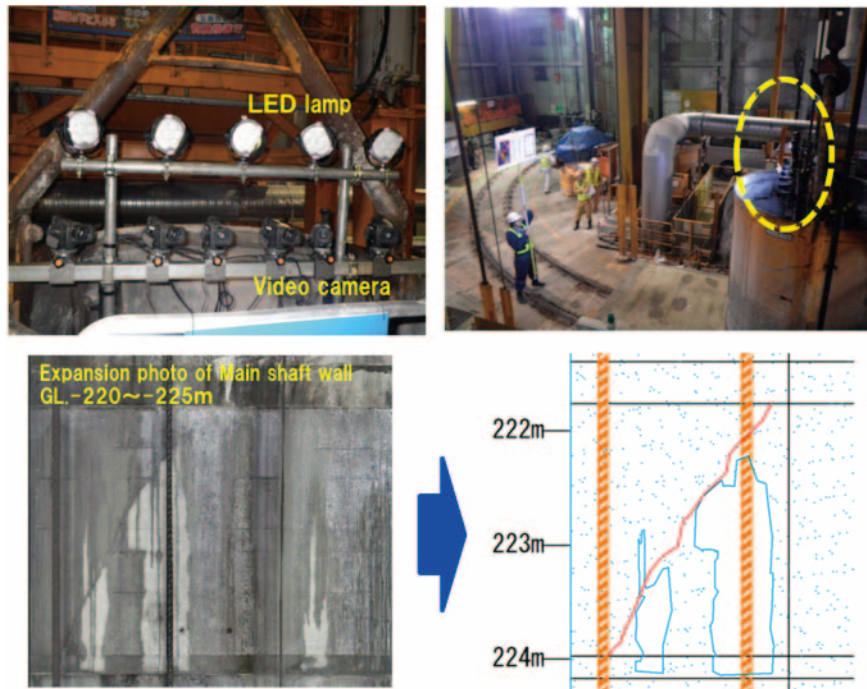 LED lamp
Video camera
Expansion photo of Main shaft wall
GL.-220～-225m
222m
223m
224m